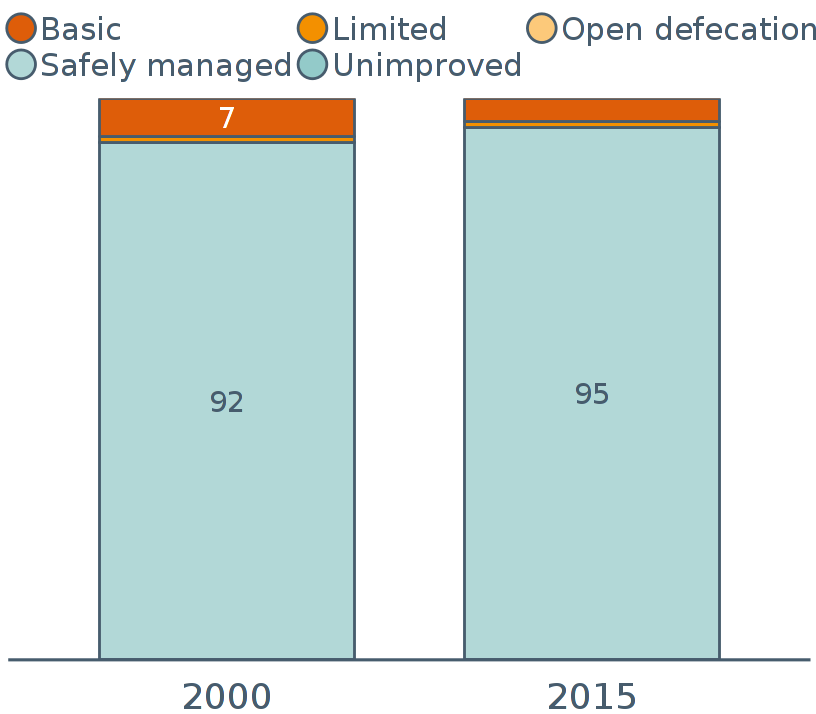 Basic Limited Open defecation
Safely managed Unimproved
7
92 95
2000 2015